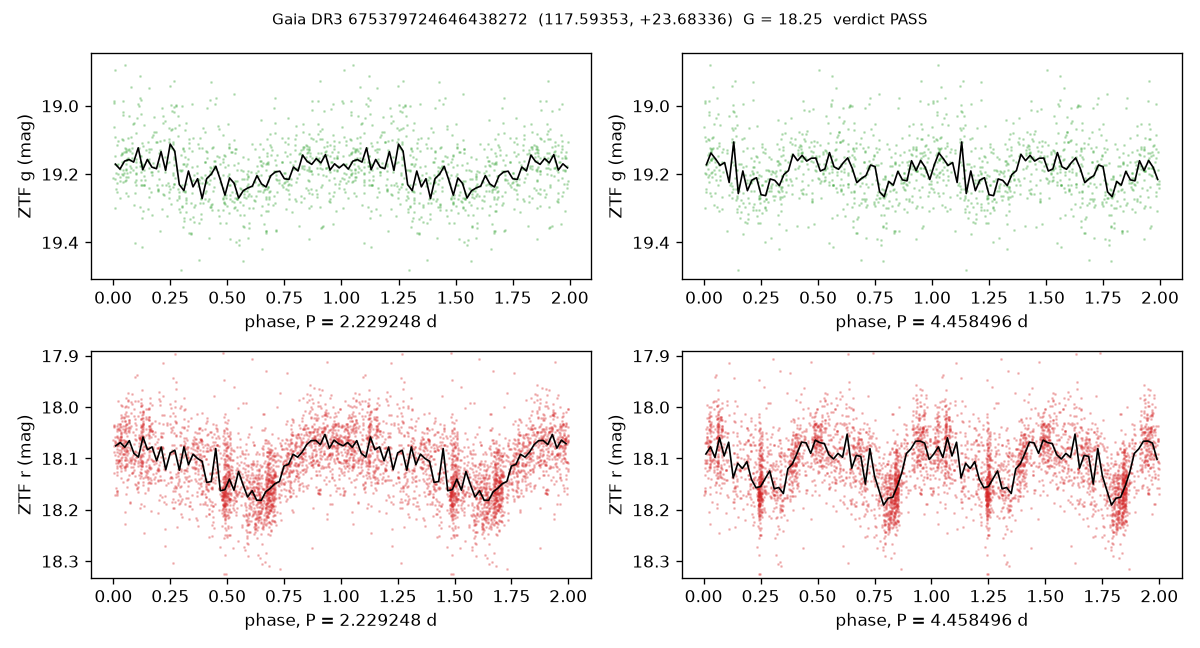 Gaia DR3 675379724646438272 (117.59353, +23.68336) G = 18.25 verdict PASS
ZTF g (mag)
19.0
19.2
19.4
0.00 0.25 0.50 0.75 1.00 1.25 1.50 1.75 2.00
phase, P = 2.229248 d
ZTF g (mag)
19.0
19.2
19.4
0.00 0.25 0.50 0.75 1.00 1.25 1.50 1.75 2.00
phase, P = 4.458496 d
ZTF r (mag)
17.9
18.0
18.1
18.2
18.3
0.00 0.25 0.50 0.75 1.00 1.25 1.50 1.75 2.00
phase, P = 2.229248 d
ZTF r (mag)
17.9
18.0
18.1
18.2
18.3
0.00 0.25 0.50 0.75 1.00 1.25 1.50 1.75 2.00
phase, P = 4.458496 d